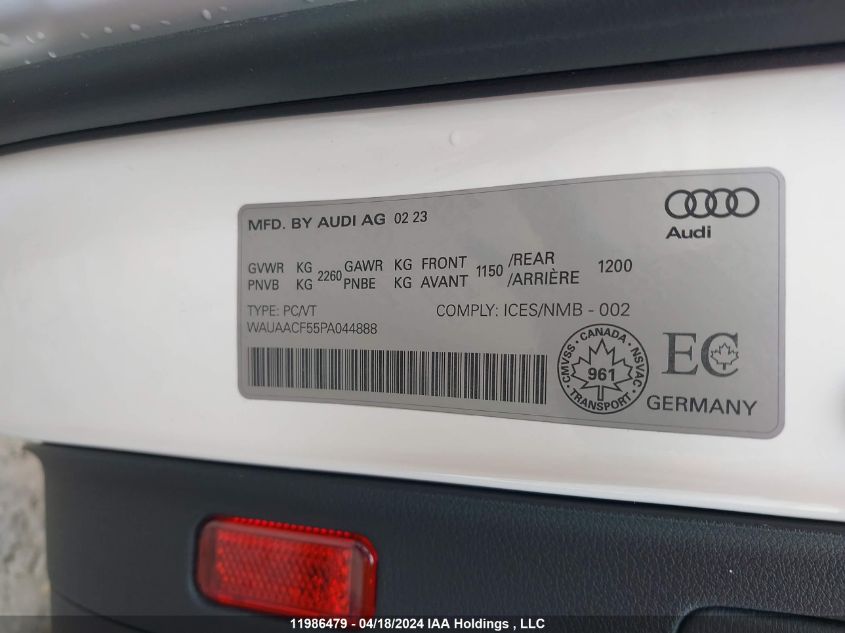 MFD. BY AUDI AG 02 23
Audi
GVWR KG 2260 GAWR KG FRONT 1150 /REAR 1200
PNVB KG PNBE KG AVANT /ARRIÈRE
TYPE: PC/VT COMPLY: ICES/NMB - 002
WAUAACF55PA044888
CMVSS · CANADA · NSVAC
961
TRANSPORT
EC
GERMANY
11986479 - 04/18/2024 IAA Holdings , LLC